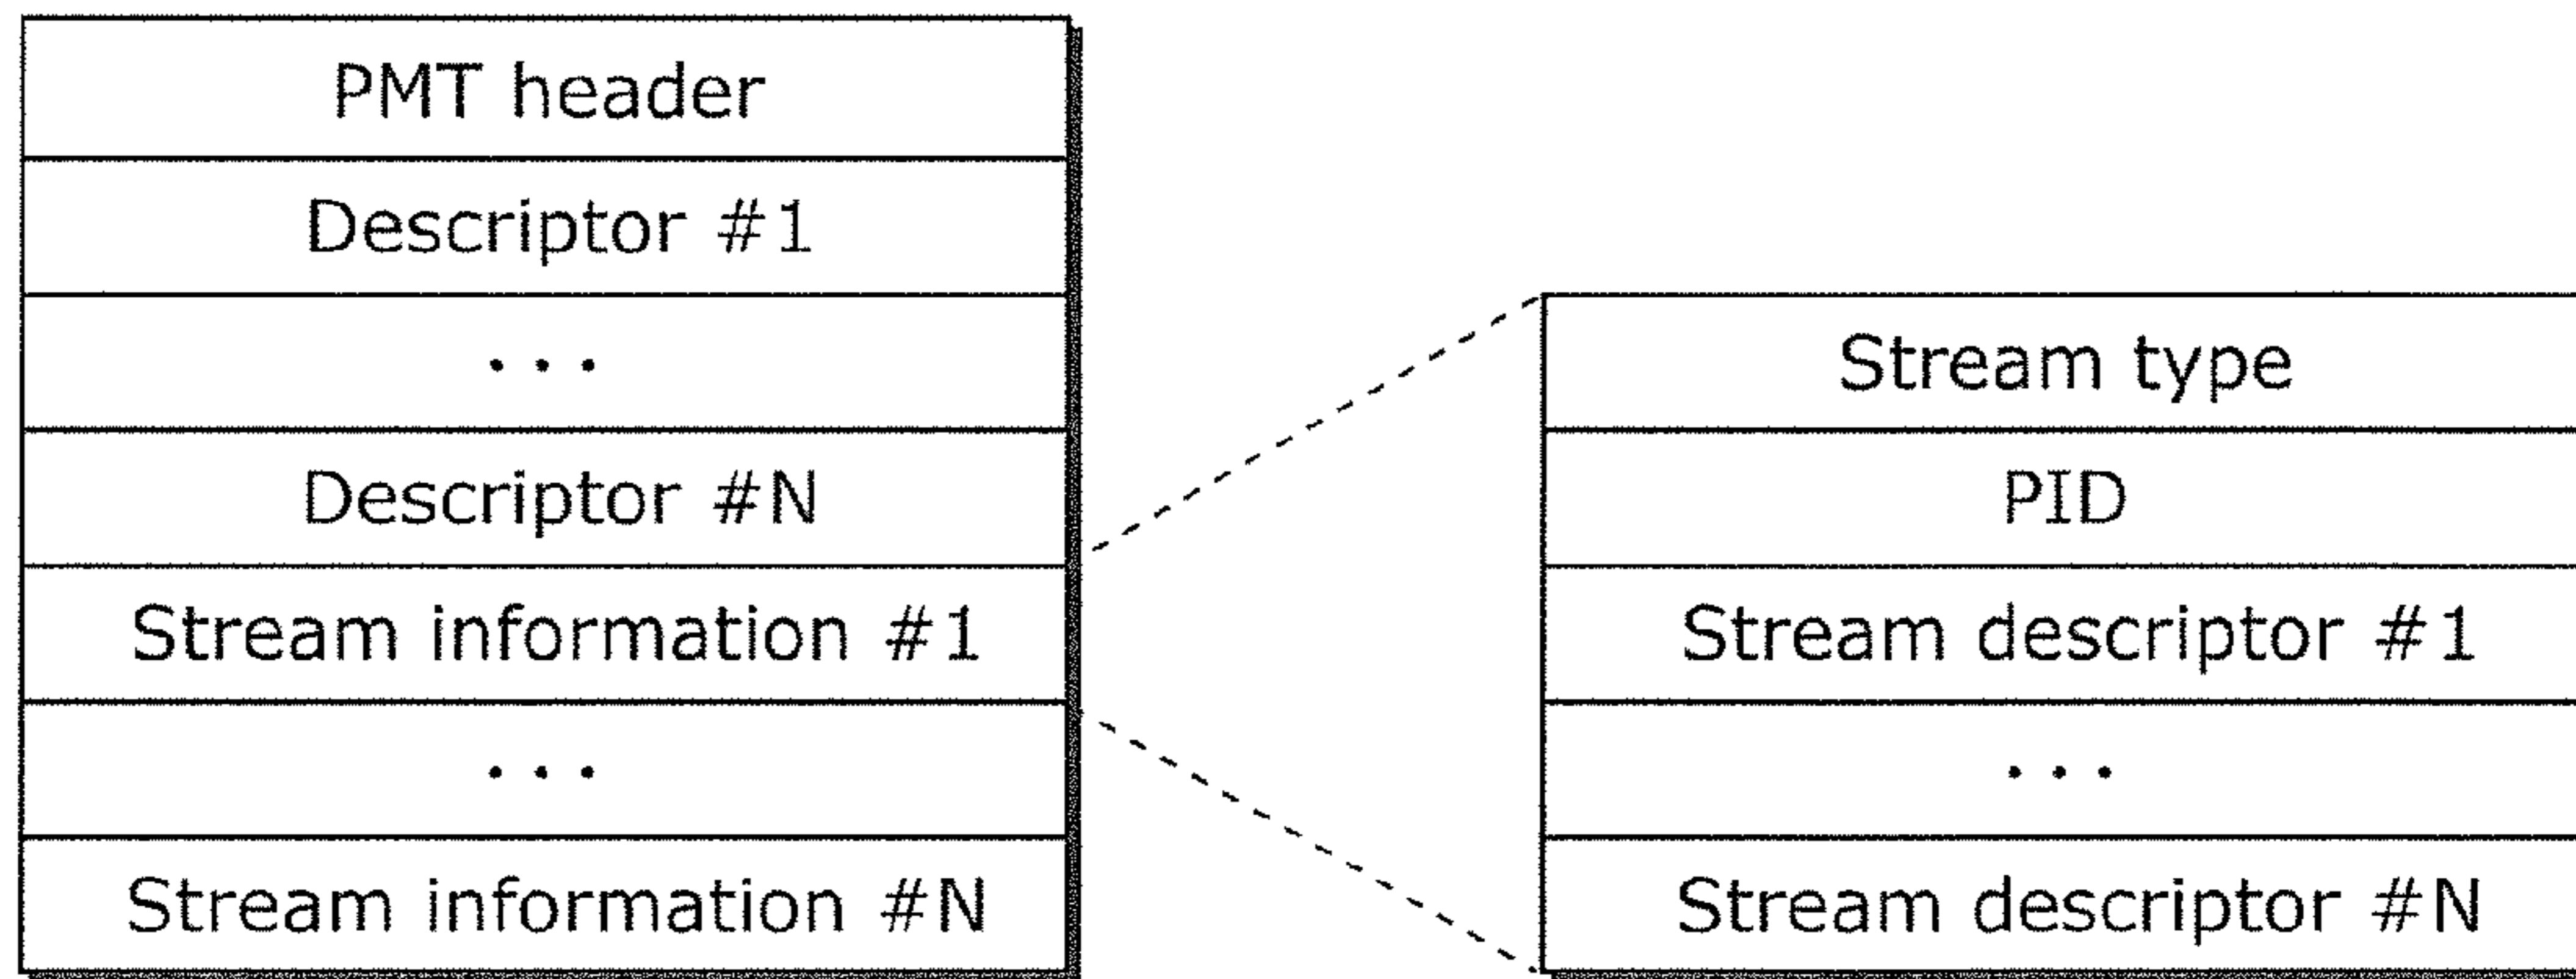 PMT header
Descriptor #1
...
Descriptor #N
Stream information #1
...
Stream information #N
Stream type
PID
Stream descriptor #1
...
Stream descriptor #N